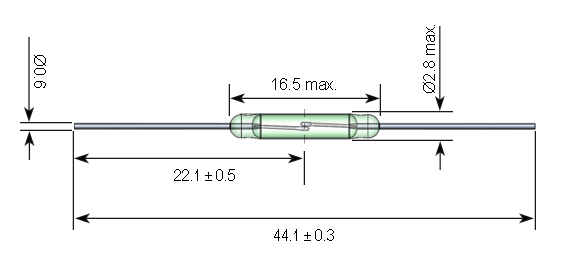 Ø0.6
16.5 max.
Ø2.8 max.
22.1 ± 0.5
44.1 ± 0.3